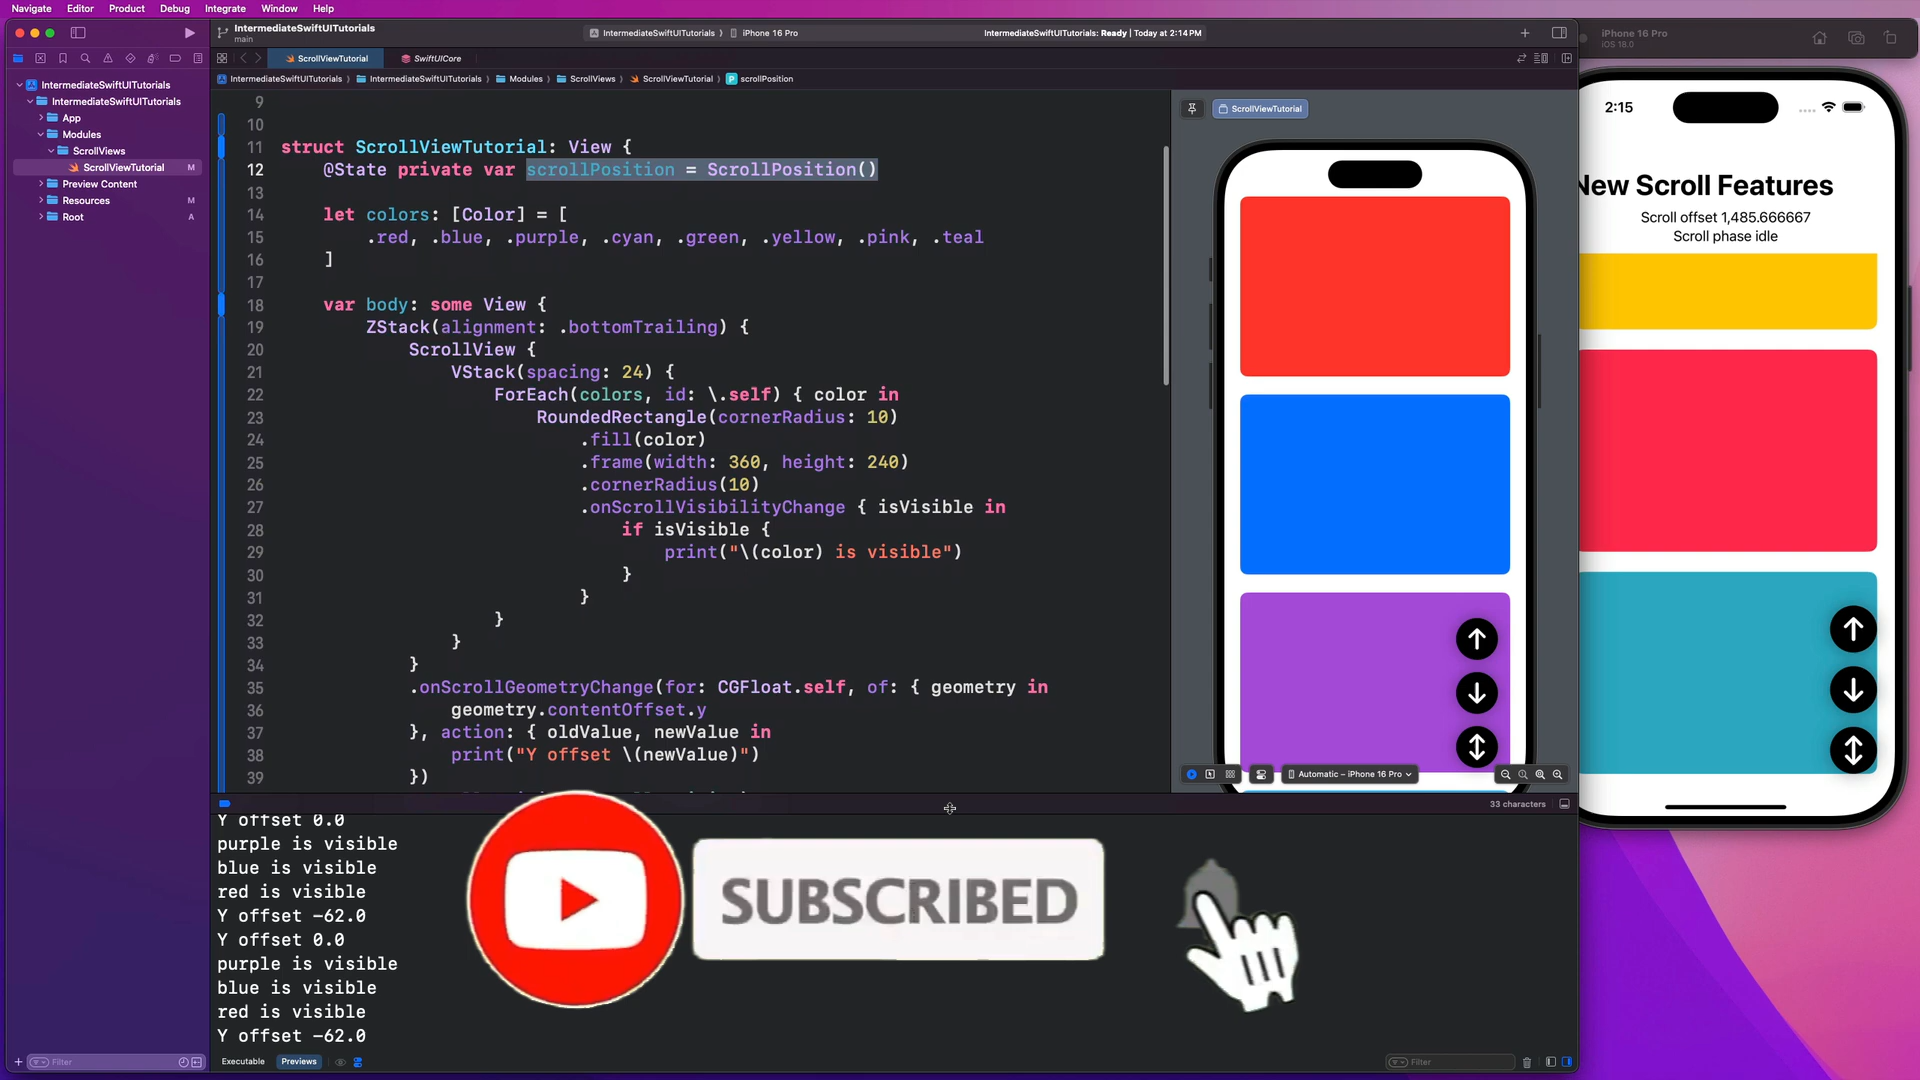 Navigate Editor Product Debug Integrate Window Help
IntermediateSwiftUITutorials
main
IntermediateSwiftUITutorials
iPhone 16 Pro
IntermediateSwiftUITutorials: Ready | Today at 2:14 PM
ScrollViewTutorial
SwiftUICore
IntermediateSwiftUITutorials IntermediateSwiftUITutorials Modules ScrollViews ScrollViewTutorial P scrollPosition
IntermediateSwiftUITutorials
IntermediateSwiftUITutorials
App
Modules
ScrollViews
ScrollViewTutorial M
Preview Content
Resources M
Root A
Filter
9
10
11 struct ScrollViewTutorial: View {
12 @State private var scrollPosition = ScrollPosition()
13
14 let colors: [Color] = [
15 .red, .blue, .purple, .cyan, .green, .yellow, .pink, .teal
16 ]
17
18 var body: some View {
19 ZStack(alignment: .bottomTrailing) {
20 ScrollView {
21 VStack(spacing: 24) {
22 ForEach(colors, id: \.self) { color in
23 RoundedRectangle(cornerRadius: 10)
24 .fill(color)
25 .frame(width: 360, height: 240)
26 .cornerRadius(10)
27 .onScrollVisibilityChange { isVisible in
28 if isVisible {
29 print("\(color) is visible")
30 }
31 }
32 }
33 }
34 }
35 .onScrollGeometryChange(for: CGFloat.self, of: { geometry in
36 geometry.contentOffset.y
37 }, action: { oldValue, newValue in
38 print("Y offset \(newValue)")
39 })
ScrollViewTutorial
Automatic – iPhone 16 Pro
33 characters
Y offset 0.0
purple is visible
blue is visible
red is visible
Y offset -62.0
Y offset 0.0
purple is visible
blue is visible
red is visible
Y offset -62.0
Executable Previews
Filter
SUBSCRIBED
iPhone 16 Pro
iOS 18.0
2:15
New Scroll Features
Scroll offset 1,485.666667
Scroll phase idle